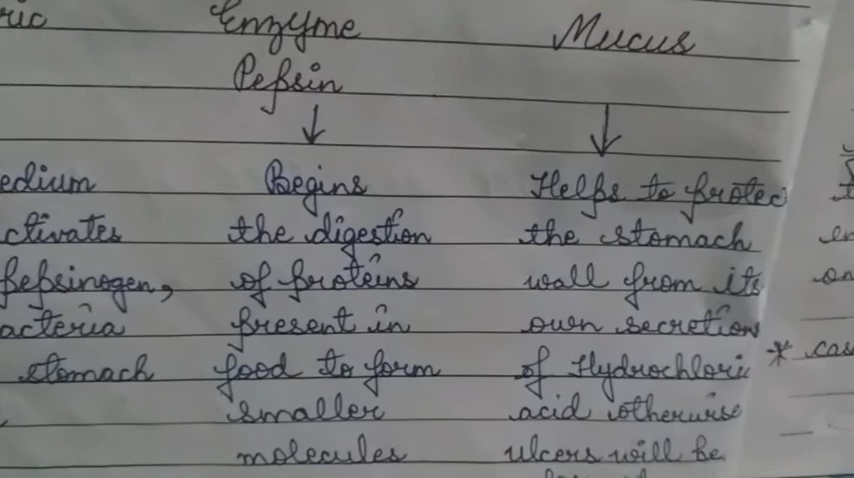 Enzyme Mucus
Pepsin
edium Begins Helps to protec
ctivates the digestion the stomach
pepsinogen, of proteins wall from its
acteria present in own secretion
stomach food to form of Hydrochloric * cas
smaller acid otherwise
molecules ulcers will be